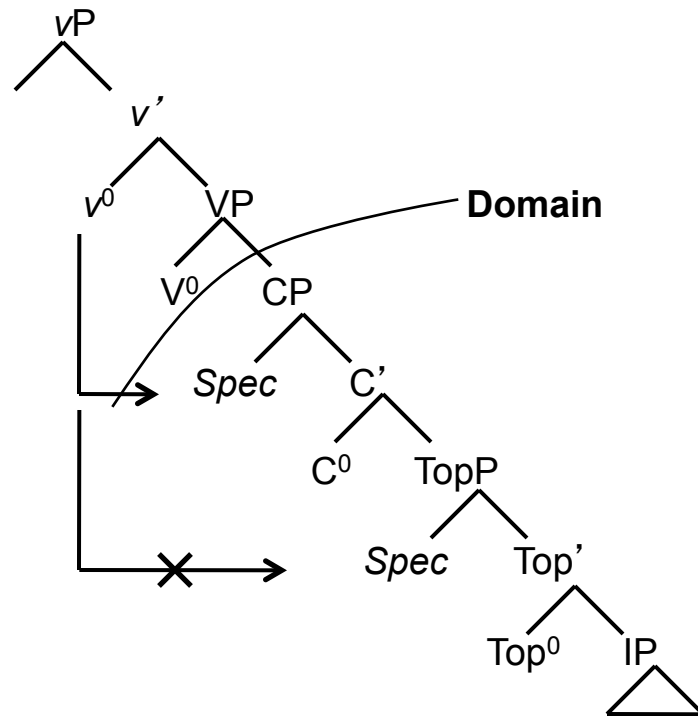 vP
v’
v⁰ VP Domain
V⁰ CP
Spec C’
C⁰ TopP
Spec Top’
Top⁰ IP